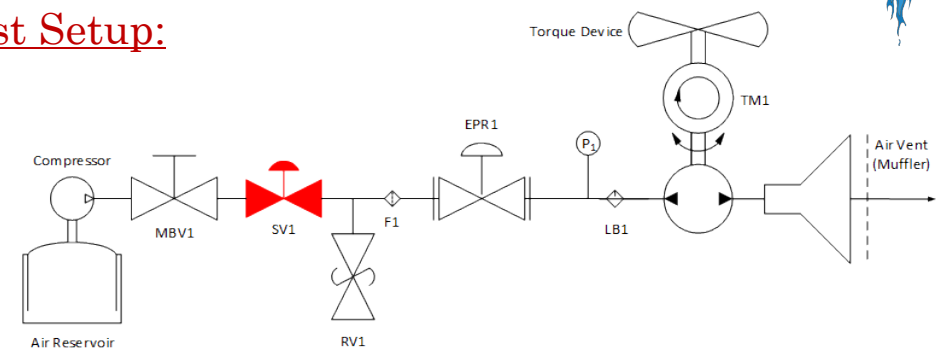 st Setup:
Torque Device
TM1
EPR1
P1
Air Vent
(Muffler)
Compressor
MBV1
SV1
F1
LB1
RV1
Air Reservoir